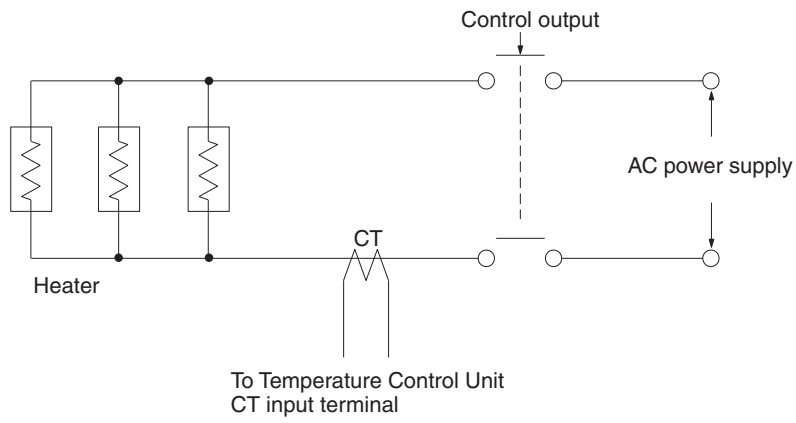 Control output
AC power supply
CT
Heater
To Temperature Control Unit
CT input terminal